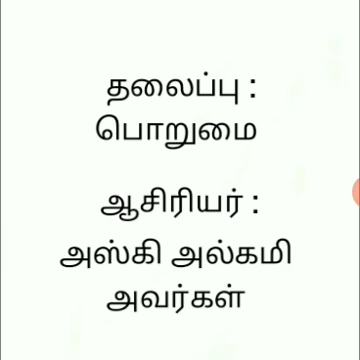 தலைப்பு :
பொறுமை
ஆசிரியர் :
அஸ்கி அல்கமி
அவர்கள்